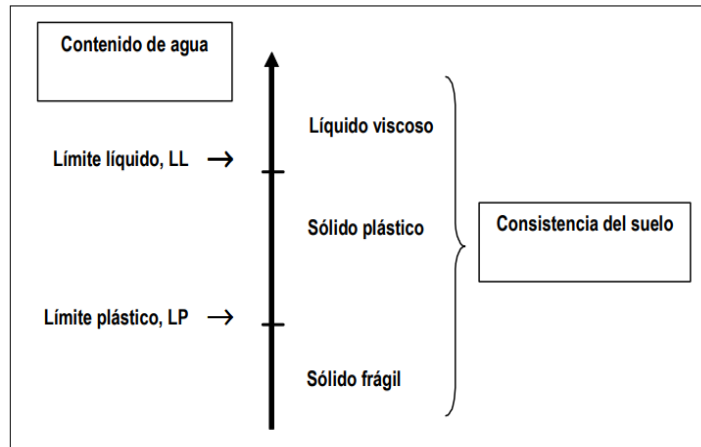 Contenido de agua
Líquido viscoso
Límite líquido, LL →
Sólido plástico
Consistencia del suelo
Límite plástico, LP →
Sólido frágil